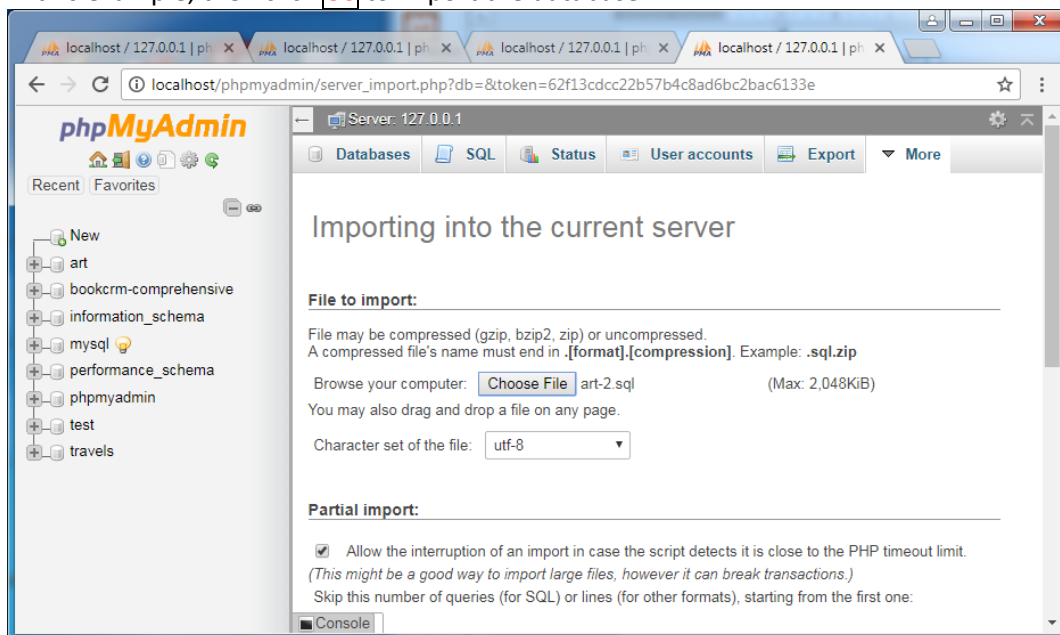 localhost / 127.0.0.1 | ph
localhost / 127.0.0.1 | ph
localhost / 127.0.0.1 | ph
localhost / 127.0.0.1 | ph
localhost/phpmyadmin/server_import.php?db=&token=62f13cdcc22b57b4c8ad6bc2bac6133e
phpMyAdmin
Recent Favorites
New
art
bookcrm-comprehensive
information_schema
mysql
performance_schema
phpmyadmin
test
travels
Server: 127.0.0.1
Databases SQL Status User accounts Export More
Importing into the current server
File to import:
File may be compressed (gzip, bzip2, zip) or uncompressed.
A compressed file's name must end in .[format].[compression]. Example: .sql.zip
Browse your computer: Choose File art-2.sql (Max: 2,048KiB)
You may also drag and drop a file on any page.
Character set of the file: utf-8
Partial import:
Allow the interruption of an import in case the script detects it is close to the PHP timeout limit.
(This might be a good way to import large files, however it can break transactions.)
Skip this number of queries (for SQL) or lines (for other formats), starting from the first one:
Console